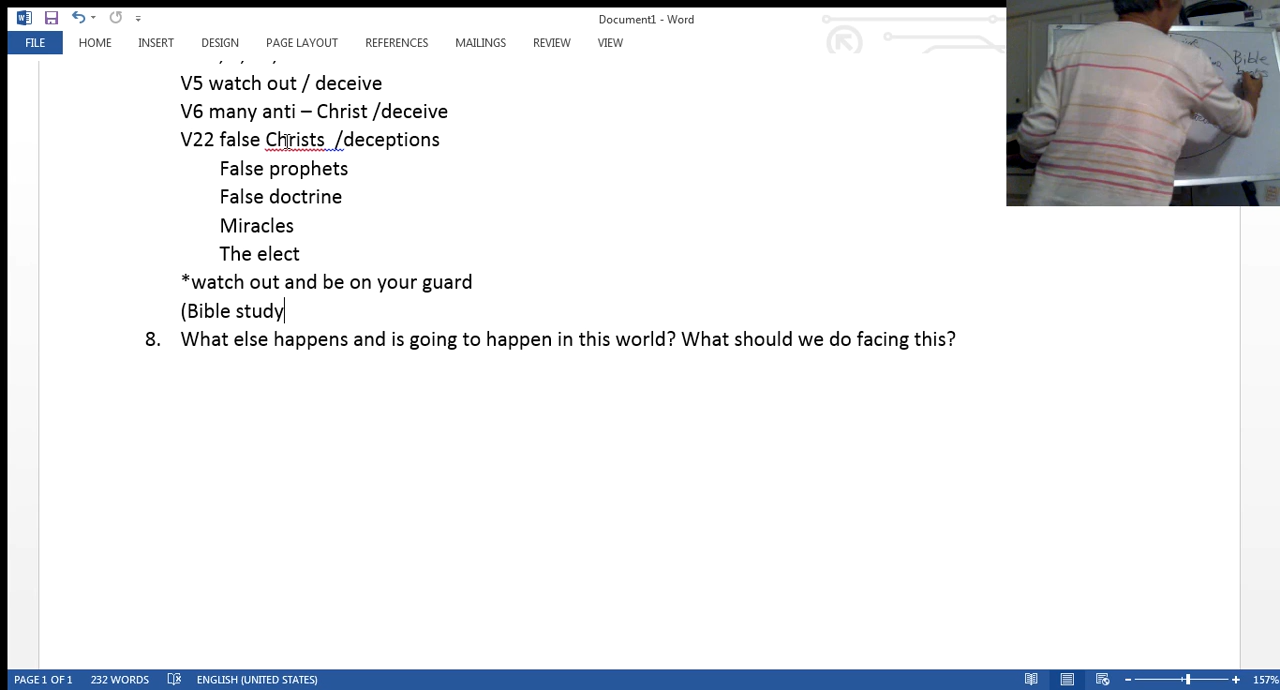 Document1 - Word
FILE HOME INSERT DESIGN PAGE LAYOUT REFERENCES MAILINGS REVIEW VIEW
V5 watch out / deceive
V6 many anti – Christ /deceive
V22 false Christs /deceptions
False prophets
False doctrine
Miracles
The elect
*watch out and be on your guard
(Bible study
8. What else happens and is going to happen in this world? What should we do facing this?
Bible
PAGE 1 OF 1 232 WORDS ENGLISH (UNITED STATES) 157%